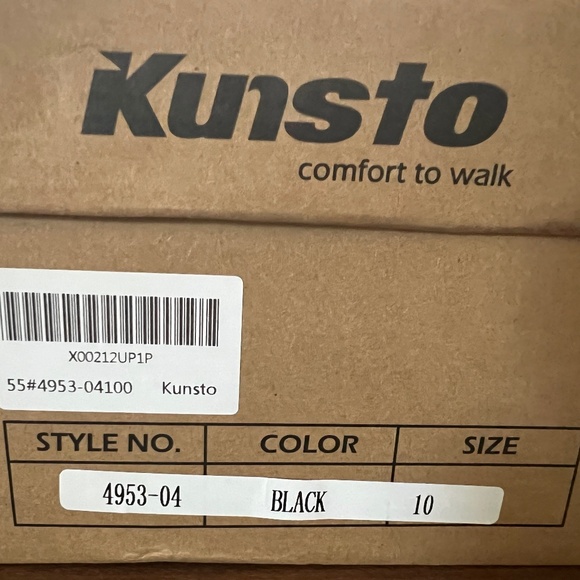 Kunsto
comfort to walk
X00212UP1P
55#4953-04100 Kunsto
STYLE NO. COLOR SIZE
4953-04 BLACK 10